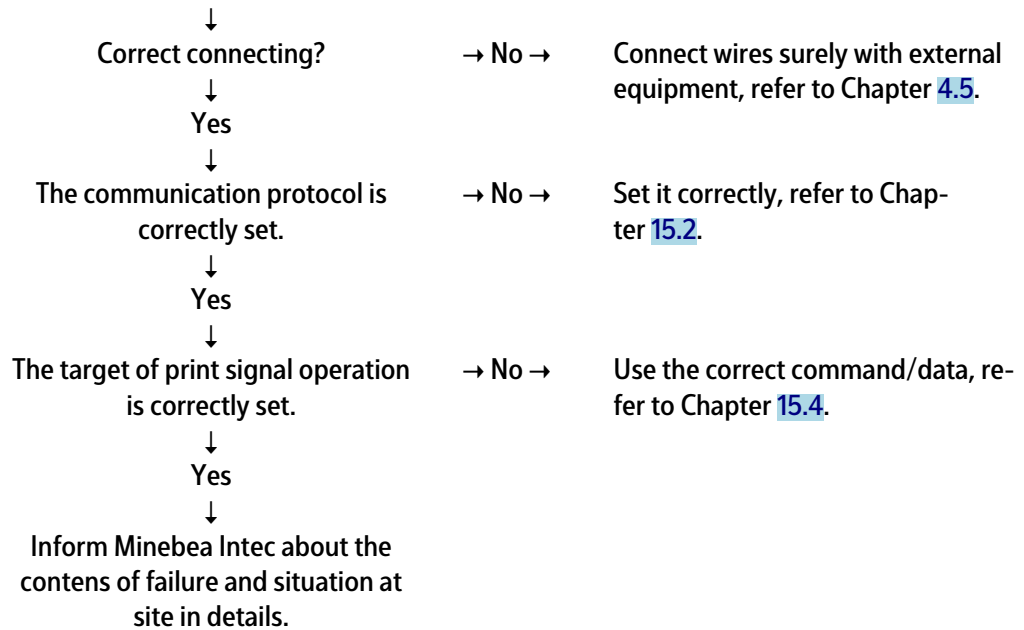 ↓
Correct connecting? → No → Connect wires surely with external
equipment, refer to Chapter 4.5.
↓
Yes
↓
The communication protocol is → No → Set it correctly, refer to Chap-
correctly set. ter 15.2.
↓
Yes
↓
The target of print signal operation → No → Use the correct command/data, re-
is correctly set. fer to Chapter 15.4.
↓
Yes
↓
Inform Minebea Intec about the
contens of failure and situation at
site in details.